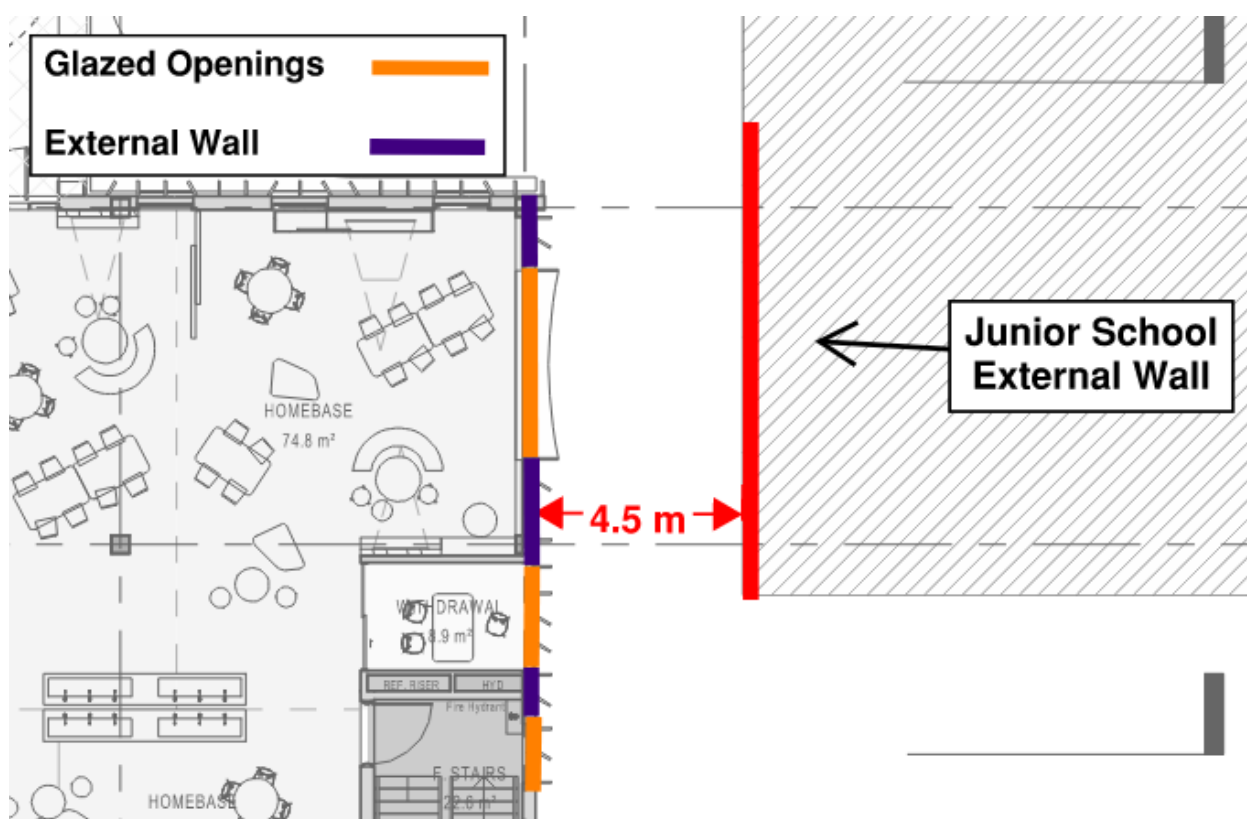 Glazed Openings
External Wall
HOMEBASE
74.8 m²
Junior School
External Wall
4.5 m
WITHDRAWAL
8.9 m²
REF. RISER
HYD
Fire Hydrant
F. STAIRS
22.6 m²
HOMEBASE